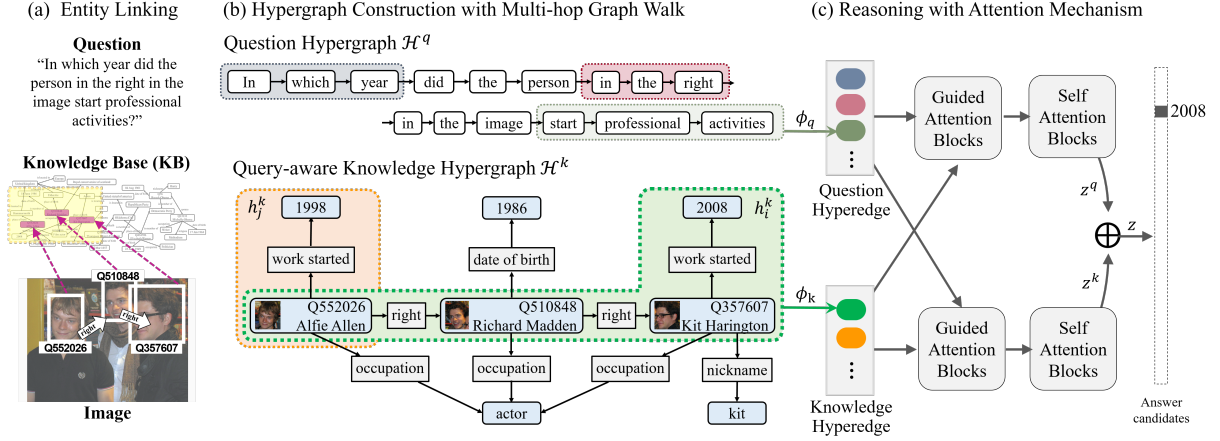 (a) Entity Linking
Question
“In which year did the
person in the right in the
image start professional
activities?”
Knowledge Base (KB)
Q510848
right
right
Q552026
Q357607
Image
(b) Hypergraph Construction with Multi-hop Graph Walk
Question Hypergraph ℋ^q
In which year did the person in the right
in the image start professional activities
ϕ_q
Query-aware Knowledge Hypergraph ℋ^k
h_j^k
1998
1986
2008
h_i^k
work started
date of birth
work started
Q552026
Alfie Allen
right
Q510848
Richard Madden
right
Q357607
Kit Harington
ϕ_k
occupation
occupation
occupation
nickname
actor
kit
(c) Reasoning with Attention Mechanism
Question
Hyperedge
Guided
Attention
Blocks
Self
Attention
Blocks
z^q
2008
z
z^k
Guided
Attention
Blocks
Self
Attention
Blocks
Knowledge
Hyperedge
Answer
candidates